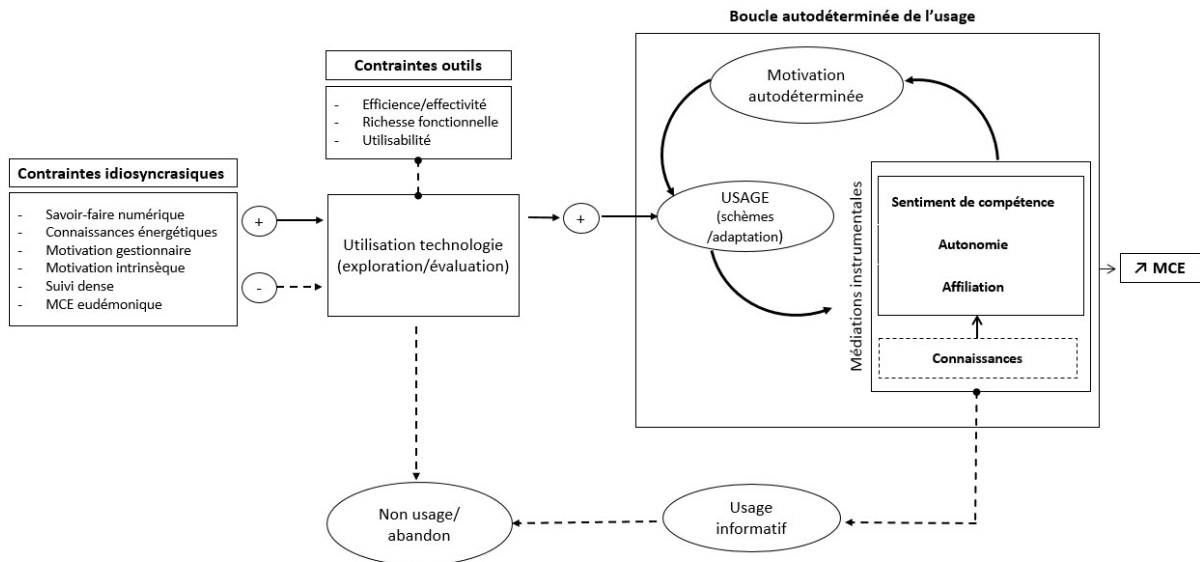 Boucle autodéterminée de l’usage
Contraintes outils
- Efficience/effectivité
- Richesse fonctionnelle
- Utilisabilité
Contraintes idiosyncrasiques
- Savoir-faire numérique
- Connaissances énergétiques
- Motivation gestionnaire
- Motivation intrinsèque
- Suivi dense
- MCE eudémonique
+
-
Utilisation technologie
(exploration/évaluation)
+
Motivation
autodéterminée
USAGE
(schèmes
/adaptation)
Médiations instrumentales
Sentiment de compétence
Autonomie
Affiliation
Connaissances
↗ MCE
Non usage/
abandon
Usage
informatif